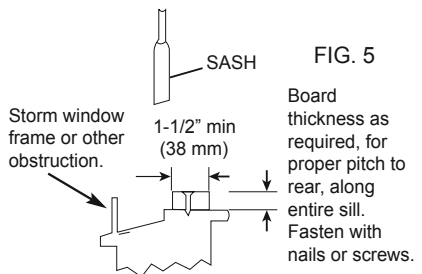 SASH
FIG. 5
Storm window
frame or other
obstruction.
1-1/2” min
(38 mm)
Board
thickness as
required, for
proper pitch to
rear, along
entire sill.
Fasten with
nails or screws.